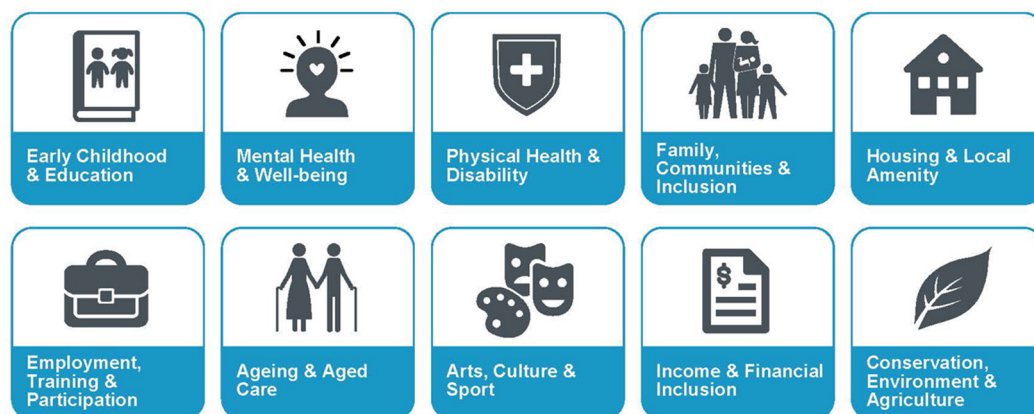 Early Childhood
& Education
Mental Health
& Well-being
Physical Health &
Disability
Family,
Communities &
Inclusion
Housing & Local
Amenity
Employment,
Training &
Participation
Ageing & Aged
Care
Arts, Culture &
Sport
$
Income & Financial
Inclusion
Conservation,
Environment &
Agriculture